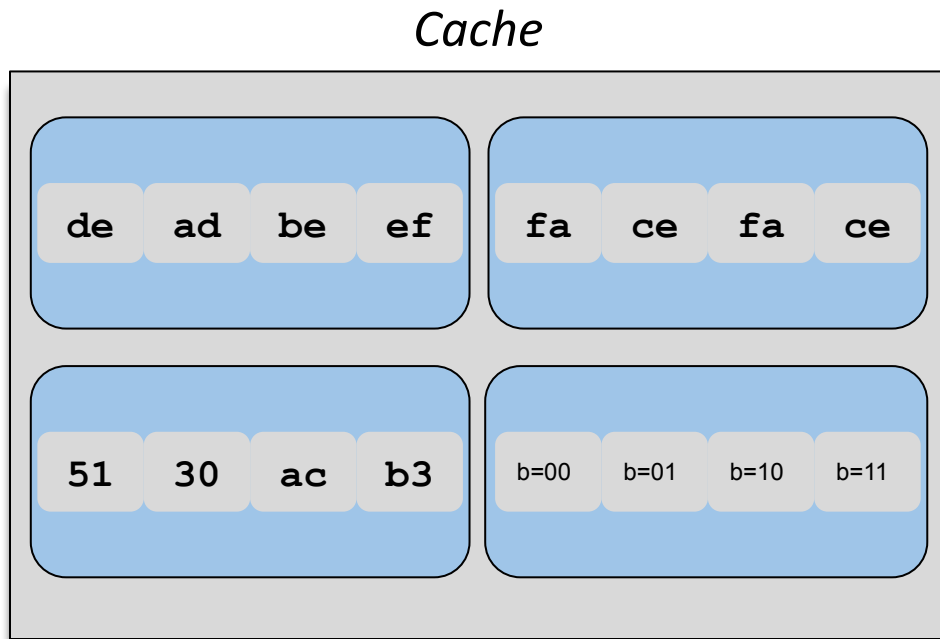 Cache
de ad be ef fa ce fa ce
51 30 ac b3 b=00 b=01 b=10 b=11